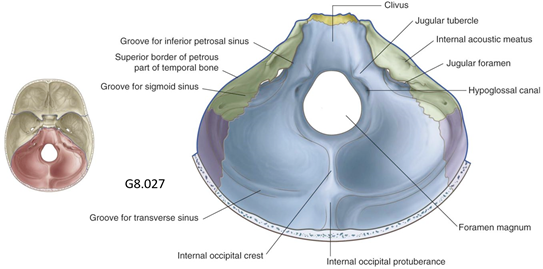 Clivus
Jugular tubercle
Groove for inferior petrosal sinus
Internal acoustic meatus
Superior border of petrous
part of temporal bone
Jugular foramen
Groove for sigmoid sinus
Hypoglossal canal
G8.027
Groove for transverse sinus
Foramen magnum
Internal occipital crest
Internal occipital protuberance